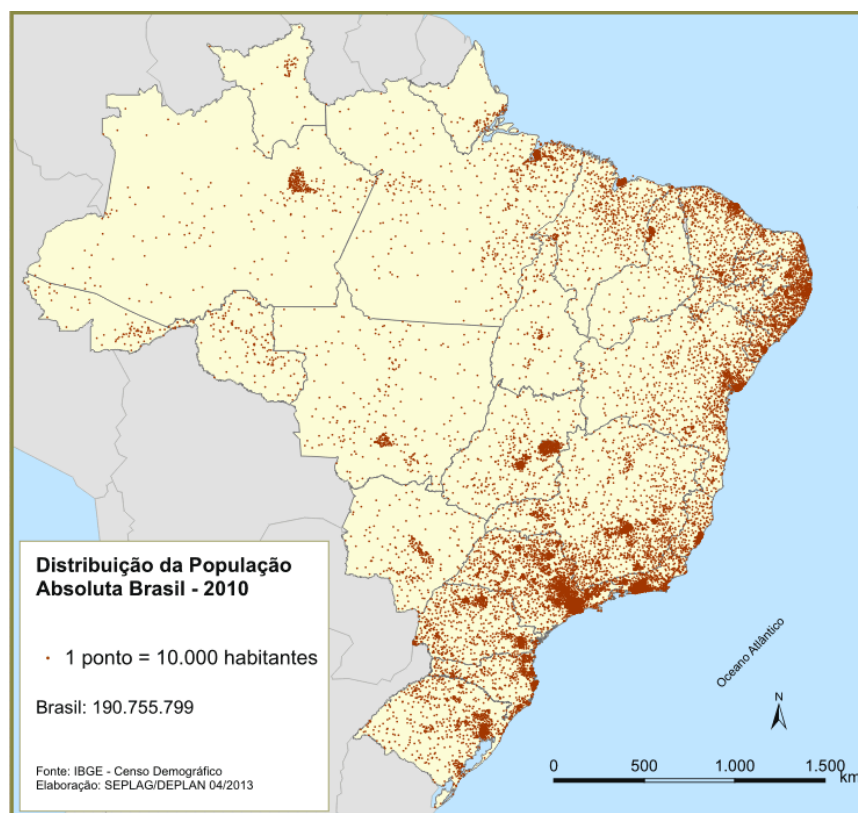 Distribuição da População
Absoluta Brasil - 2010
1 ponto = 10.000 habitantes
Brasil: 190.755.799
Fonte: IBGE - Censo Demográfico
Elaboração: SEPLAG/DEPLAN 04/2013
Oceano Atlântico
N
0 500 1.000 1.500
km